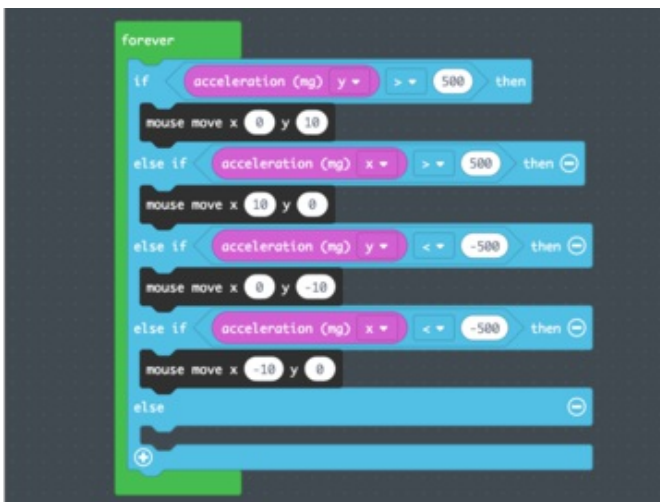 forever
if acceleration (mg) y > 500 then
mouse move x 0 y 10
else if acceleration (mg) x > 500 then
mouse move x 10 y 0
else if acceleration (mg) y < -500 then
mouse move x 0 y -10
else if acceleration (mg) x < -500 then
mouse move x -10 y 0
else